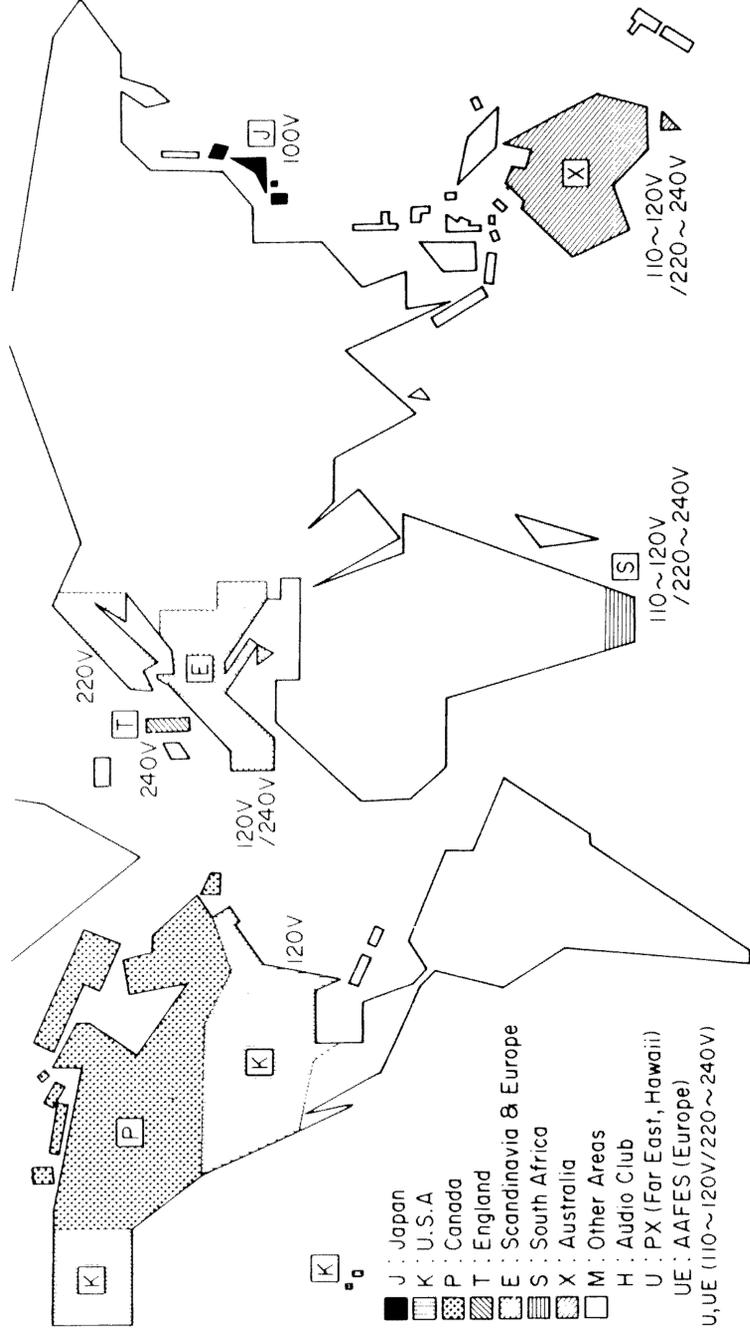 K
P
K
120V
K
T
240V
220V
E
120V
/240V
S
110~120V
/220~240V
J
100V
X
110~120V
/220~240V
J : Japan
K : U.S.A
P : Canada
T : England
E : Scandinavia & Europe
S : South Africa
X : Australia
M : Other Areas
H : Audio Club
U : PX (Far East, Hawaii)
UE : AAFES (Europe)
U,UE (110~120V/220~240V)